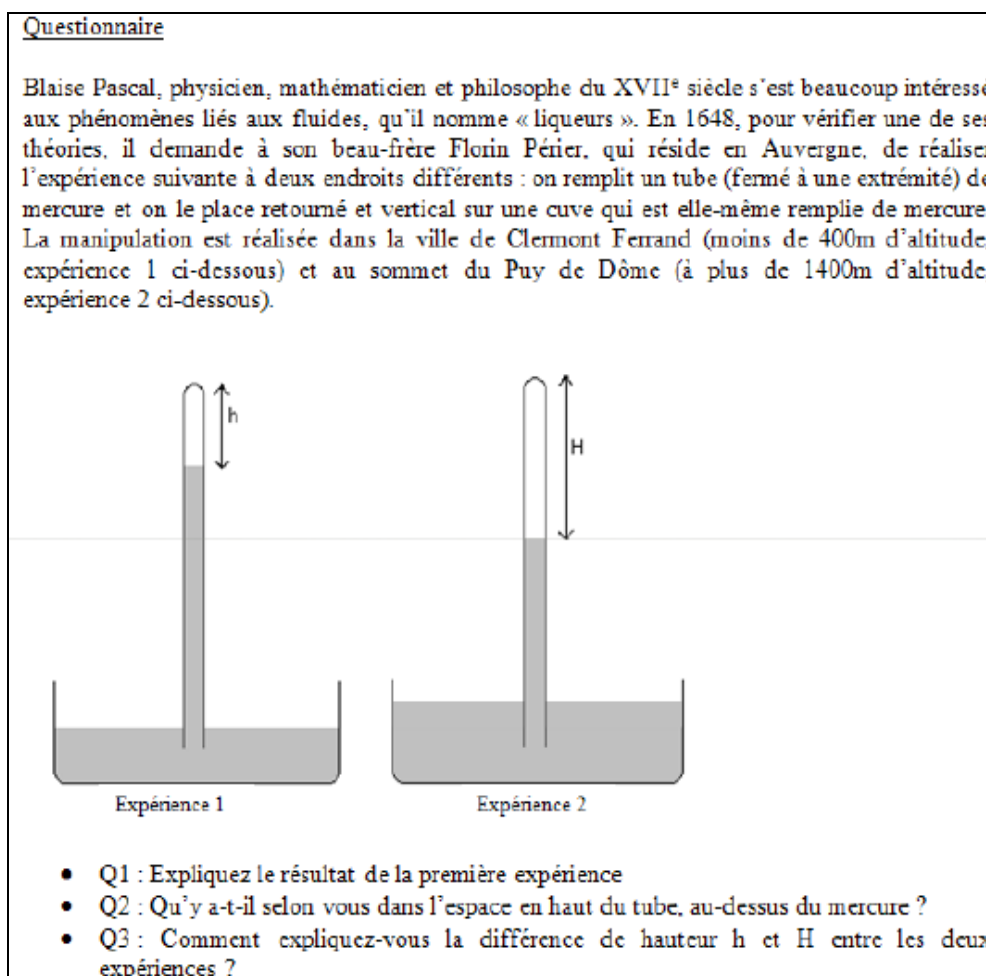 Questionnaire
Blaise Pascal, physicien, mathématicien et philosophe du XVIIe siècle s'est beaucoup intéressé
aux phénomènes liés aux fluides, qu'il nomme « liqueurs ». En 1648, pour vérifier une de ses
théories, il demande à son beau-frère Florin Périer, qui réside en Auvergne, de réaliser
l'expérience suivante à deux endroits différents : on remplit un tube (fermé à une extrémité) de
mercure et on le place retourné et vertical sur une cuve qui est elle-même remplie de mercure
La manipulation est réalisée dans la ville de Clermont Ferrand (moins de 400m d'altitude
expérience 1 ci-dessous) et au sommet du Puy de Dôme (à plus de 1400m d'altitude
expérience 2 ci-dessous).
h
H
Expérience 1
Expérience 2
• Q1 : Expliquez le résultat de la première expérience
• Q2 : Qu'y a-t-il selon vous dans l'espace en haut du tube, au-dessus du mercure ?
• Q3 : Comment expliquez-vous la différence de hauteur h et H entre les deux
expériences ?